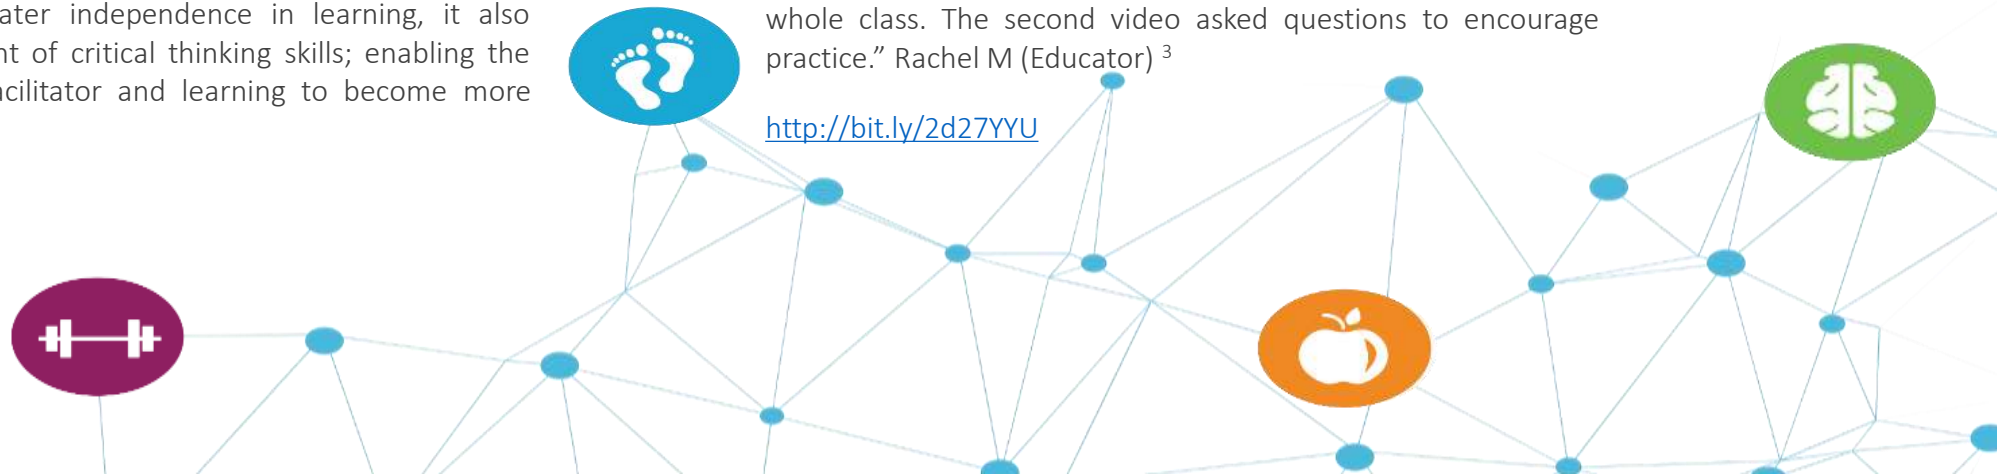 ater independence in learning, it also
nt of critical thinking skills; enabling the
acilitator and learning to become more
whole class. The second video asked questions to encourage
practice.” Rachel M (Educator) 3
http://bit.ly/2d27YYU